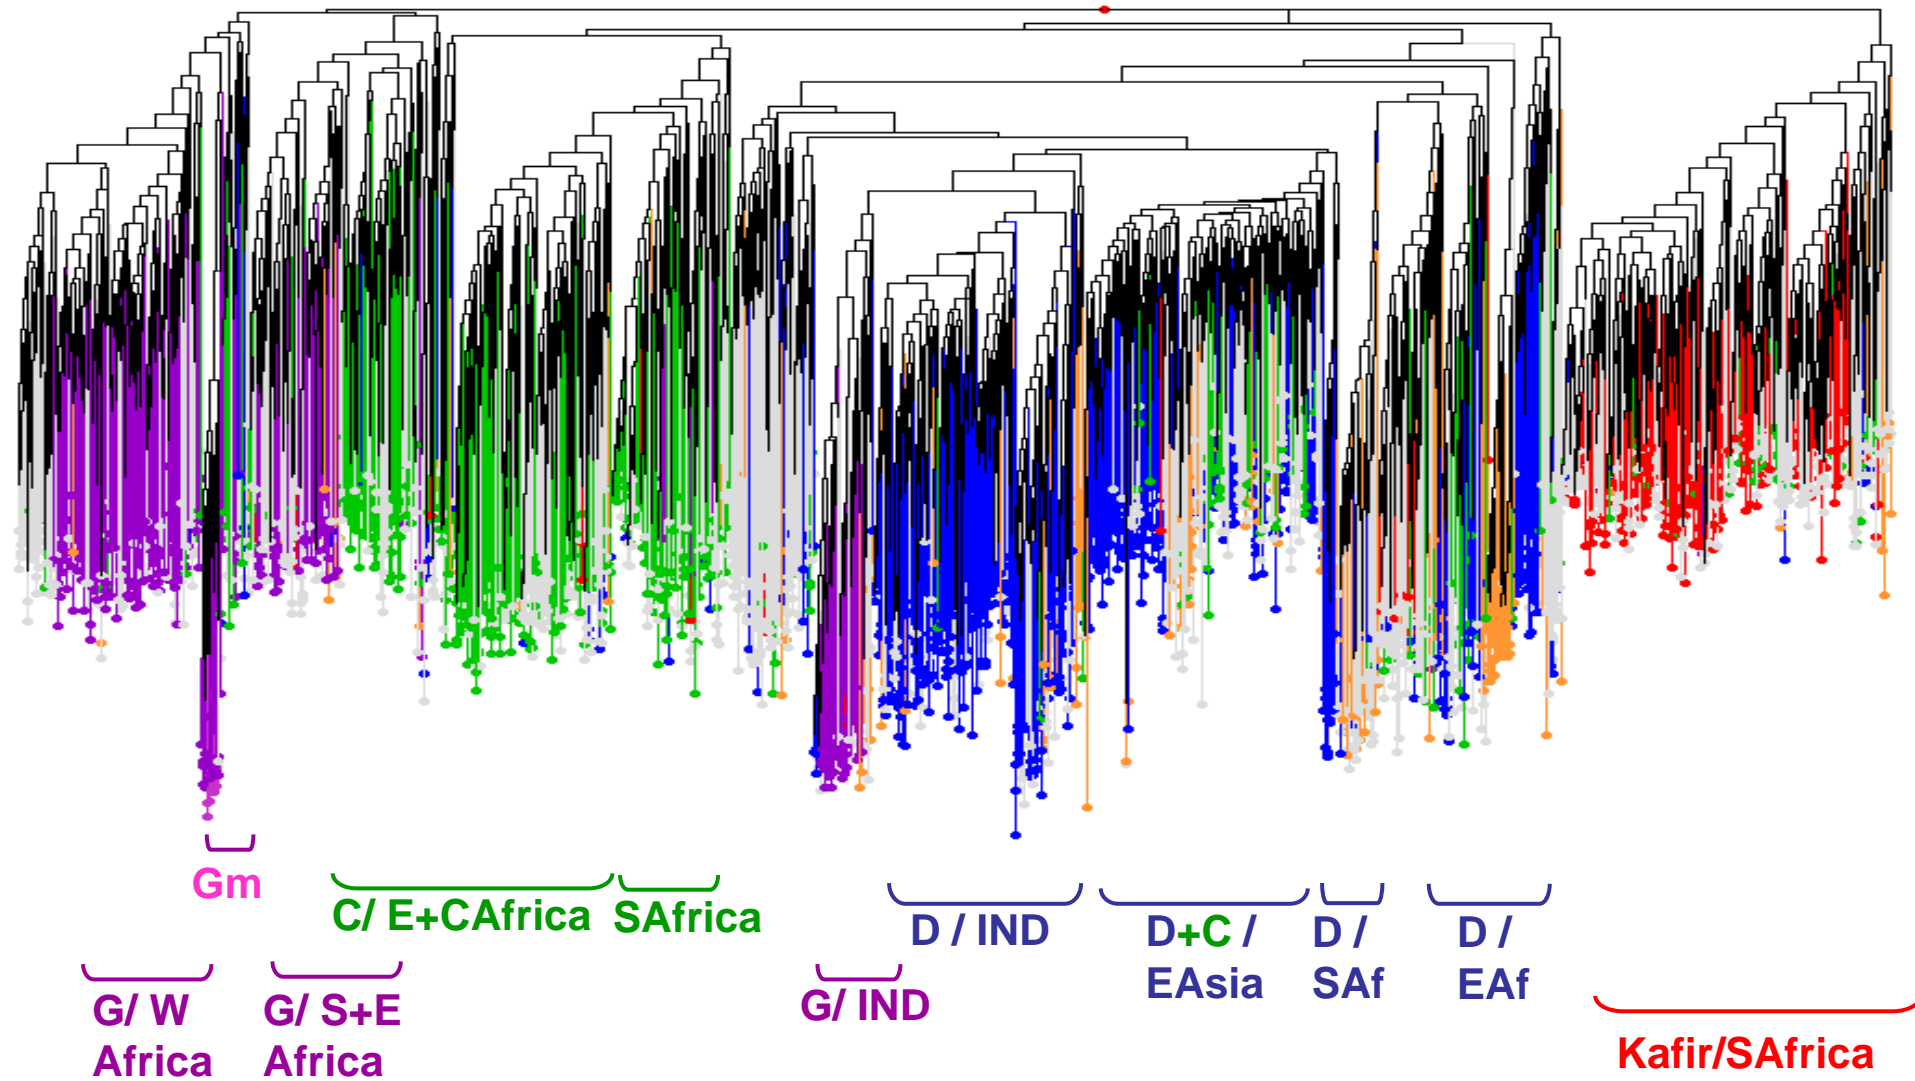 Gm
C/ E+CAfrica
SAfrica
D / IND
D+C /
EAsia
D /
SAf
D /
EAf
G/ W
Africa
G/ S+E
Africa
G/ IND
Kafir/SAfrica